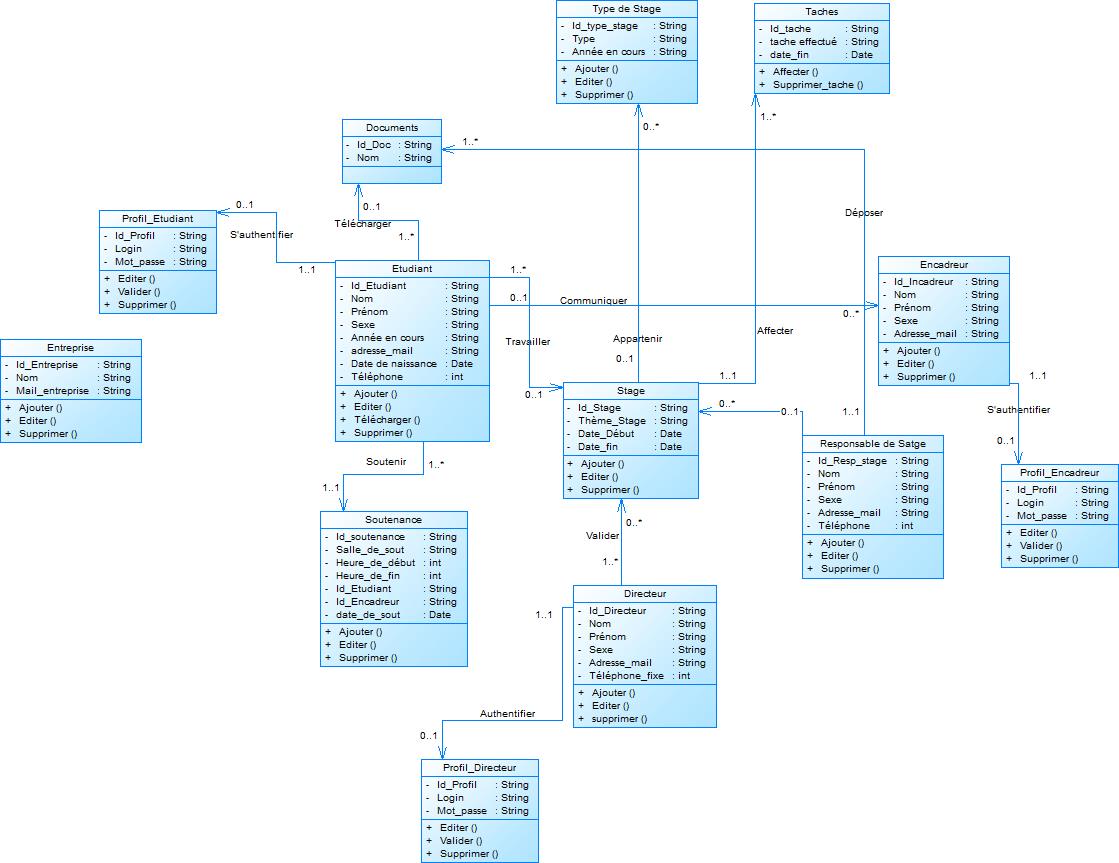 Type de Stage
- Id_type_stage : String
- Type : String
- Année en cours : String
+ Ajouter ()
+ Editer ()
+ Supprimer ()
0..*
Taches
- Id_tache : String
- tache effectué : String
- date_fin : Date
+ Affecter ()
+ Supprimer_tache ()
1..*
Documents
- Id_Doc : String
- Nom : String
1..*
0..1
Télécharger
1..*
Déposer
Profil_Etudiant
- Id_Profil : String
- Login : String
- Mot_passe : String
+ Editer ()
+ Valider ()
+ Supprimer ()
0..1
S'authentifier
1..1
Etudiant
- Id_Etudiant : String
- Nom : String
- Prénom : String
- Sexe : String
- Année en cours : String
- adresse_mail : String
- Date de naissance : Date
- Téléphone : int
+ Ajouter ()
+ Editer ()
+ Télécharger ()
+ Supprimer ()
1..*
0..1
Communiquer
0..*
Travailler
0..1
Appartenir
0..1
Affecter
1..1
Encadreur
- Id_Incadreur : String
- Nom : String
- Prénom : String
- Sexe : String
- Adresse_mail : String
+ Ajouter ()
+ Editer ()
+ Supprimer ()
1..1
S'authentifier
0..1
Entreprise
- Id_Entreprise : String
- Nom : String
- Mail_entreprise : String
+ Ajouter ()
+ Editer ()
+ Supprimer ()
Stage
- Id_Stage : String
- Thème_Stage : String
- Date_Début : Date
- Date_fin : Date
+ Ajouter ()
+ Editer ()
+ Supprimer ()
0..*
0..1
1..1
Responsable de Satge
- Id_Resp_stage : String
- Nom : String
- Prénom : String
- Sexe : String
- Adresse_mail : String
- Téléphone : int
+ Ajouter ()
+ Editer ()
+ Supprimer ()
Profil_Encadreur
- Id_Profil : String
- Login : String
- Mot_passe : String
+ Editer ()
+ Valider ()
+ Supprimer ()
Soutenir
1..*
1..1
Soutenance
- Id_soutenance : String
- Salle_de_sout : String
- Heure_de_début : int
- Heure_de_fin : int
- Id_Etudiant : String
- Id_Encadreur : String
- date_de_sout : Date
+ Ajouter ()
+ Editer ()
+ Supprimer ()
0..*
Valider
1..*
Directeur
- Id_Directeur : String
- Nom : String
- Prénom : String
- Sexe : String
- Adresse_mail : String
- Téléphone_fixe : int
+ Ajouter ()
+ Editer ()
+ supprimer ()
1..1
Authentifier
0..1
Profil_Directeur
- Id_Profil : String
- Login : String
- Mot_passe : String
+ Editer ()
+ Valider ()
+ Supprimer ()